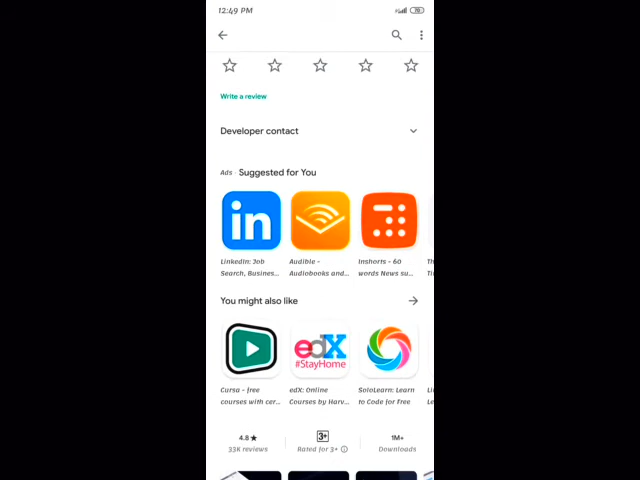 12:49 PM
70
Write a review
Developer contact
Ads · Suggested for You
in
LinkedIn: Job
Search, Busines...
Audible -
Audiobooks and...
Inshorts - 60
words News su...
You might also like
edX
#StayHome
Cursa - free
courses with cer...
edX: Online
Courses by Harv...
SoloLearn: Learn
to Code for Free
4.8★
33K reviews
3+
Rated for 3+
1M+
Downloads